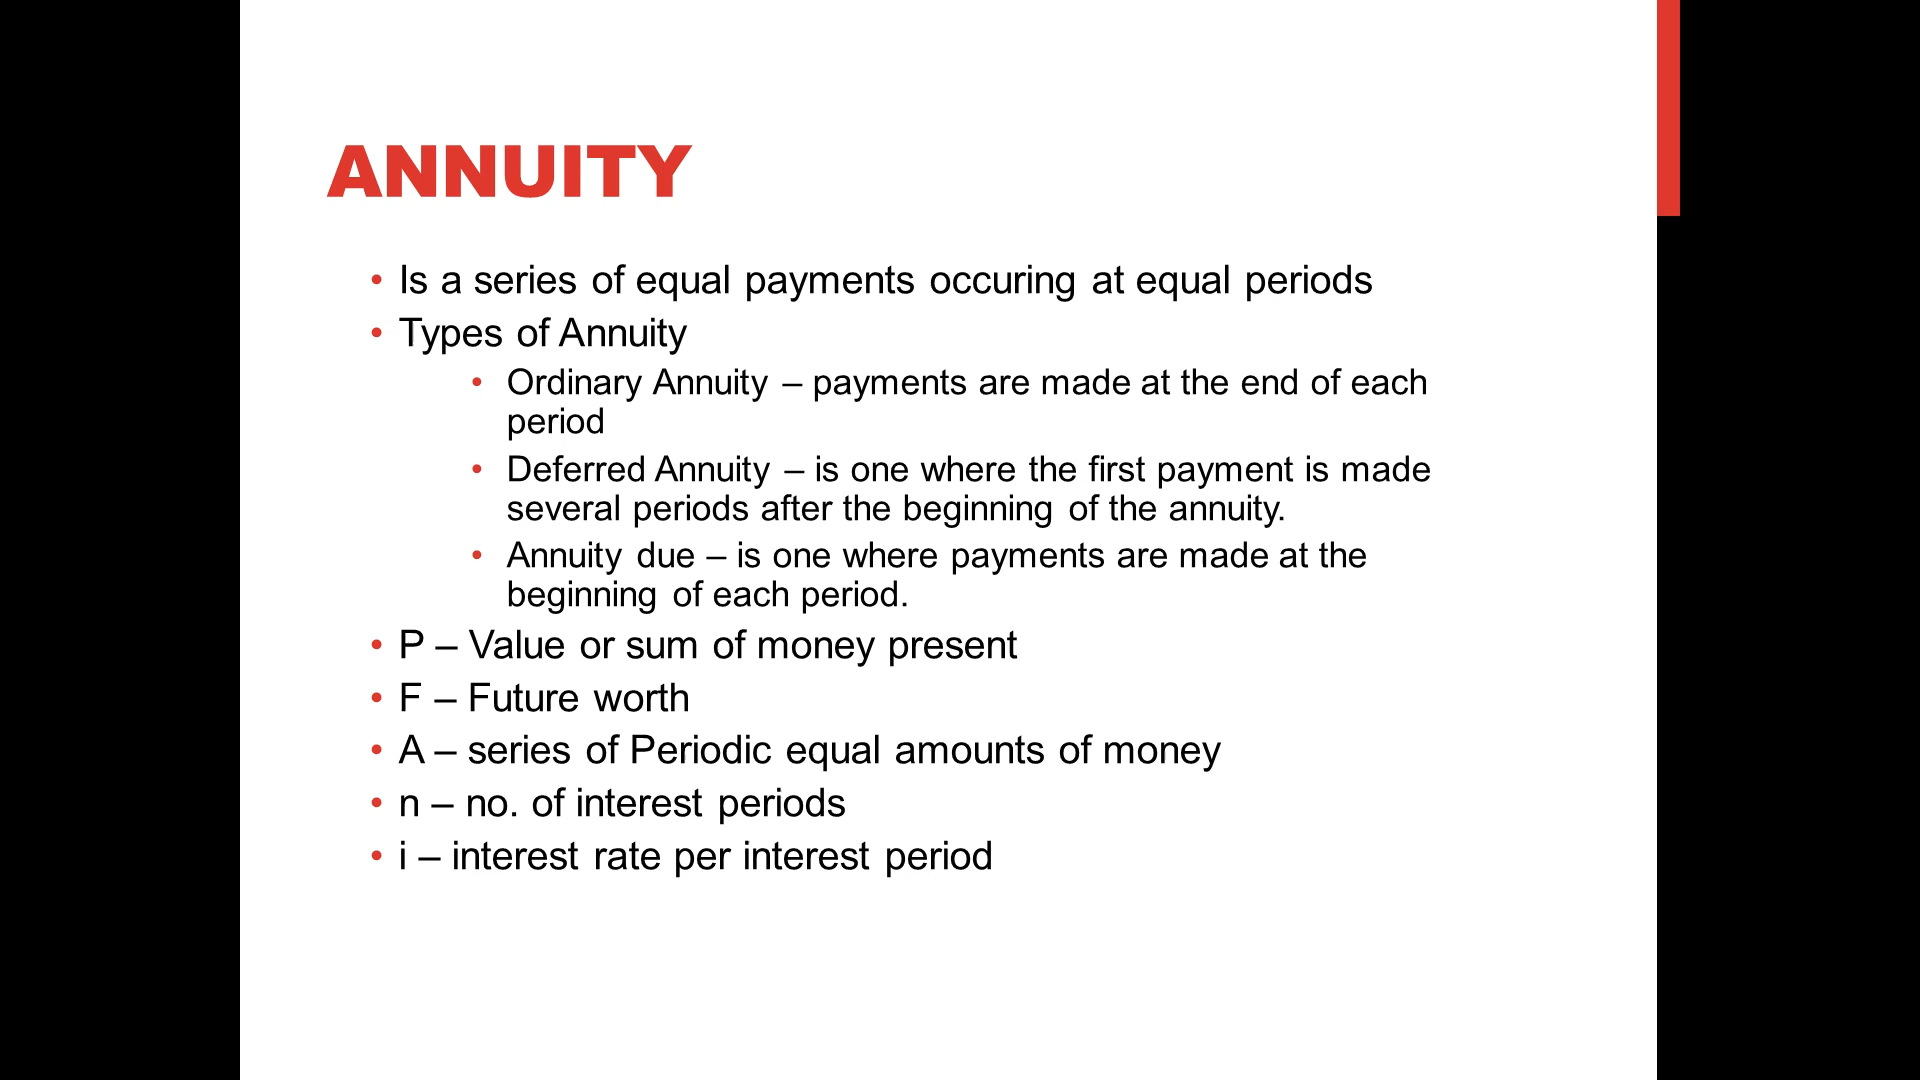 ANNUITY
• Is a series of equal payments occuring at equal periods
• Types of Annuity
• Ordinary Annuity – payments are made at the end of each
period
• Deferred Annuity – is one where the first payment is made
several periods after the beginning of the annuity.
• Annuity due – is one where payments are made at the
beginning of each period.
• P – Value or sum of money present
• F – Future worth
• A – series of Periodic equal amounts of money
• n – no. of interest periods
• i – interest rate per interest period